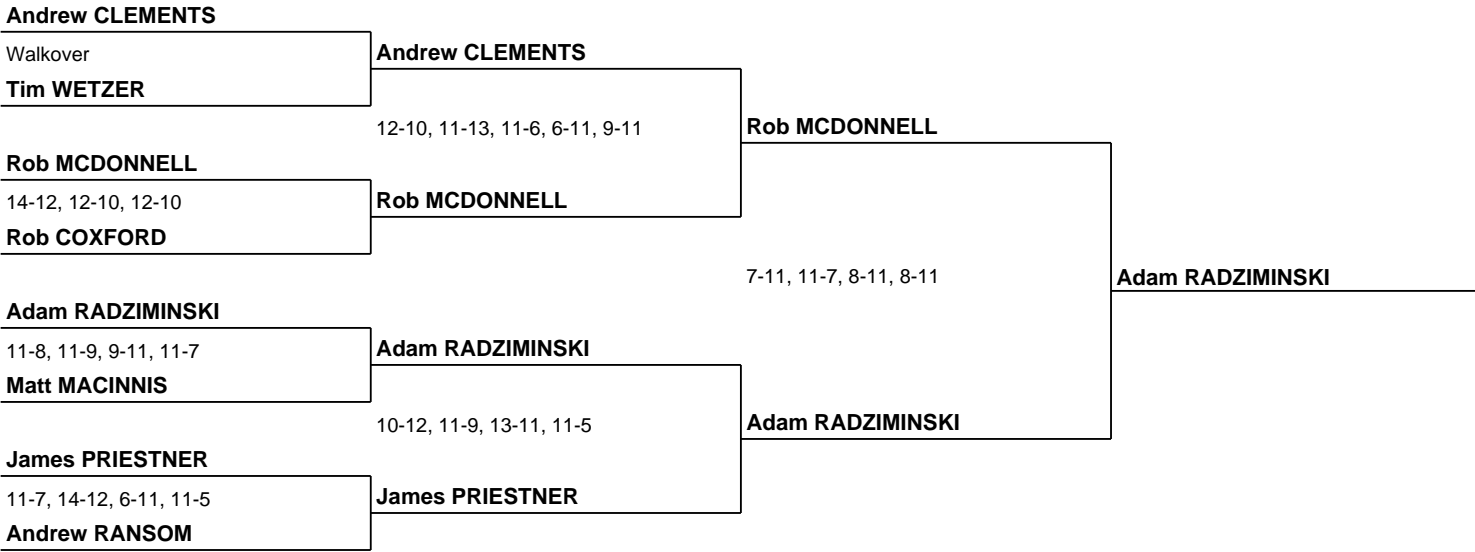 Andrew CLEMENTS
Walkover
Tim WETZER
Rob MCDONNELL
14-12, 12-10, 12-10
Rob COXFORD
Adam RADZIMINSKI
11-8, 11-9, 9-11, 11-7
Matt MACINNIS
James PRIESTNER
11-7, 14-12, 6-11, 11-5
Andrew RANSOM
Andrew CLEMENTS
12-10, 11-13, 11-6, 6-11, 9-11
Rob MCDONNELL
Adam RADZIMINSKI
10-12, 11-9, 13-11, 11-5
James PRIESTNER
Rob MCDONNELL
7-11, 11-7, 8-11, 8-11
Adam RADZIMINSKI
Adam RADZIMINSKI